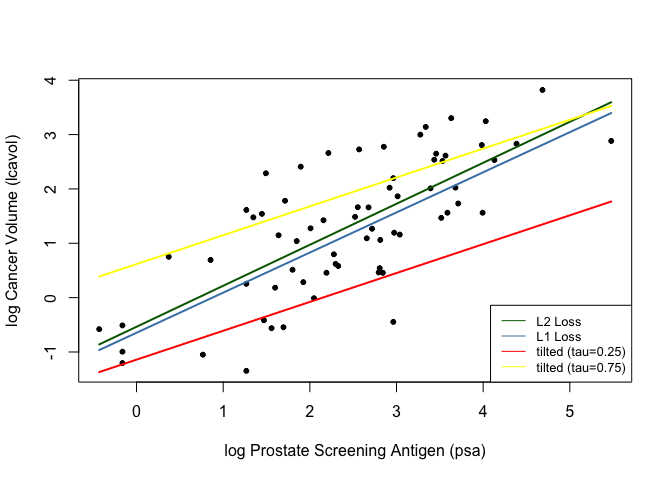 4
3
2
1
0
-1
log Cancer Volume (lcavol)
L2 Loss
L1 Loss
tilted (tau=0.25)
tilted (tau=0.75)
0 1 2 3 4 5
log Prostate Screening Antigen (psa)